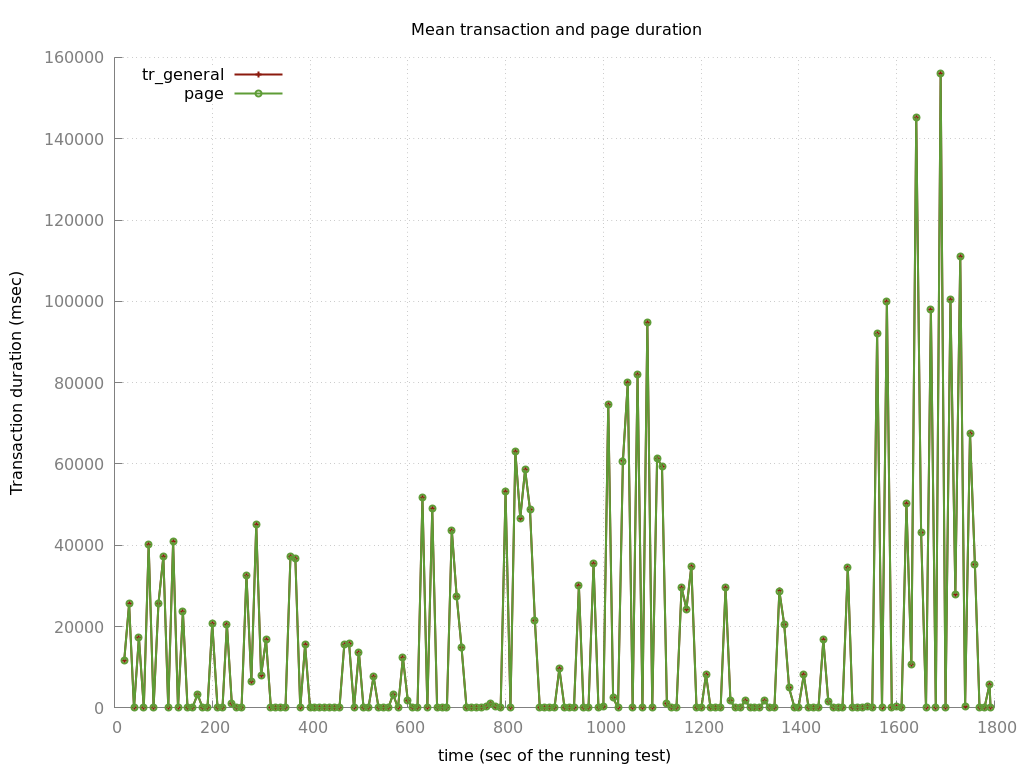 Mean transaction and page duration
tr_general
page
160000
140000
120000
100000
80000
60000
40000
20000
0
Transaction duration (msec)
0 200 400 600 800 1000 1200 1400 1600 1800
time (sec of the running test)